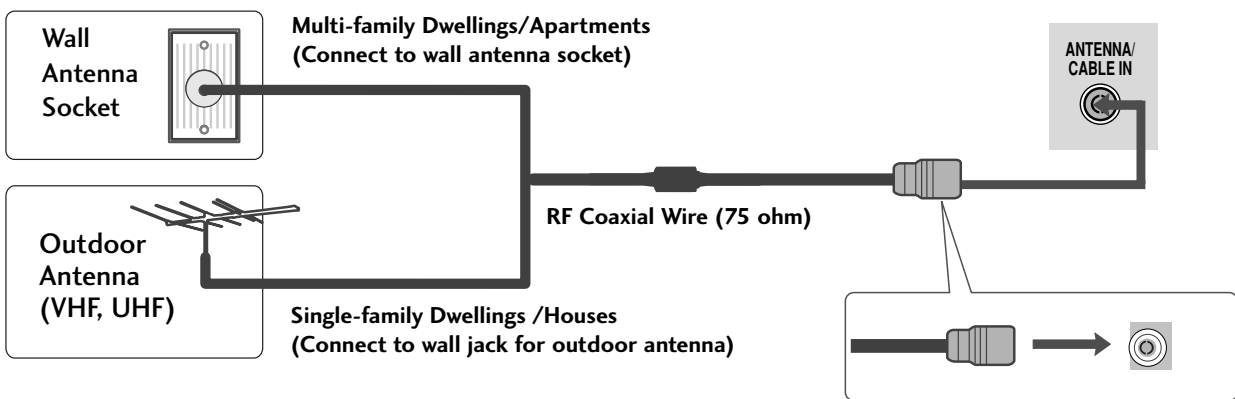 Wall
Antenna
Socket
Multi-family Dwellings/Apartments
(Connect to wall antenna socket)
ANTENNA/
CABLE IN
RF Coaxial Wire (75 ohm)
Outdoor
Antenna
(VHF, UHF)
Single-family Dwellings /Houses
(Connect to wall jack for outdoor antenna)